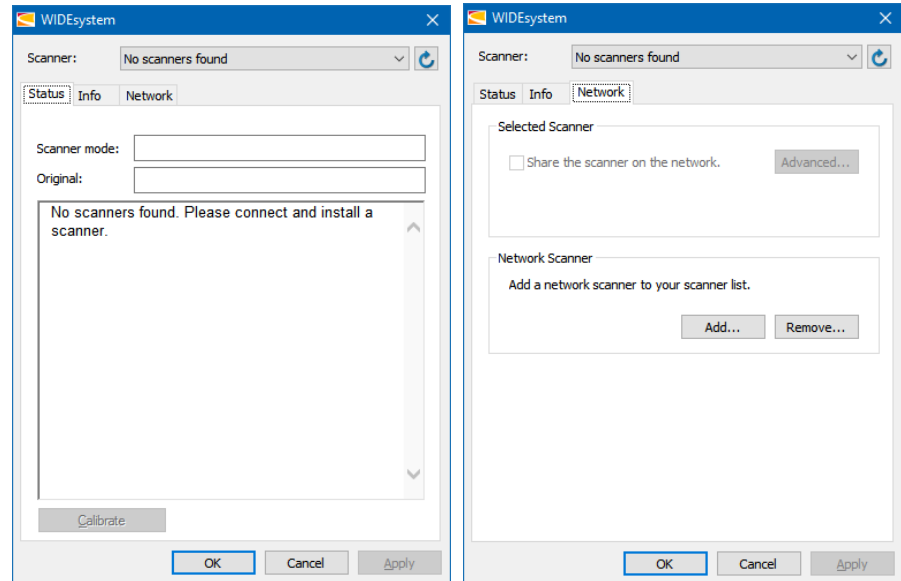 WIDEsystem
Scanner: No scanners found
Status Info Network
Scanner mode:
Original:
No scanners found. Please connect and install a
scanner.
Calibrate
OK Cancel Apply
WIDEsystem
Scanner: No scanners found
Status Info Network
Selected Scanner
Share the scanner on the network. Advanced...
Network Scanner
Add a network scanner to your scanner list.
Add... Remove...
OK Cancel Apply